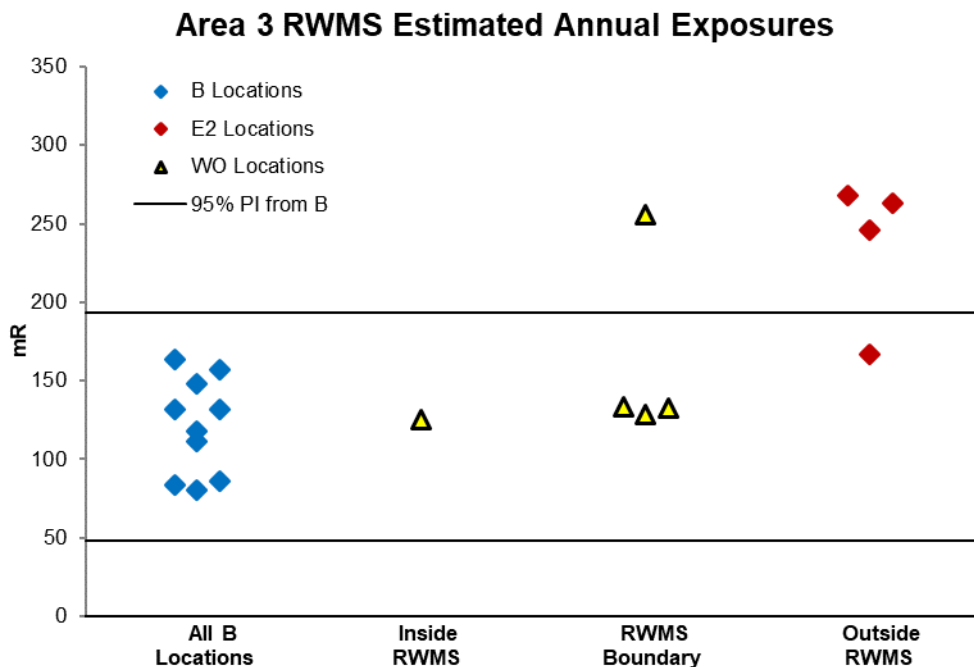 Area 3 RWMS Estimated Annual Exposures
350
300
250
200
150
100
50
0
mR
B Locations
E2 Locations
WO Locations
95% PI from B
All B
Locations
Inside
RWMS
RWMS
Boundary
Outside
RWMS